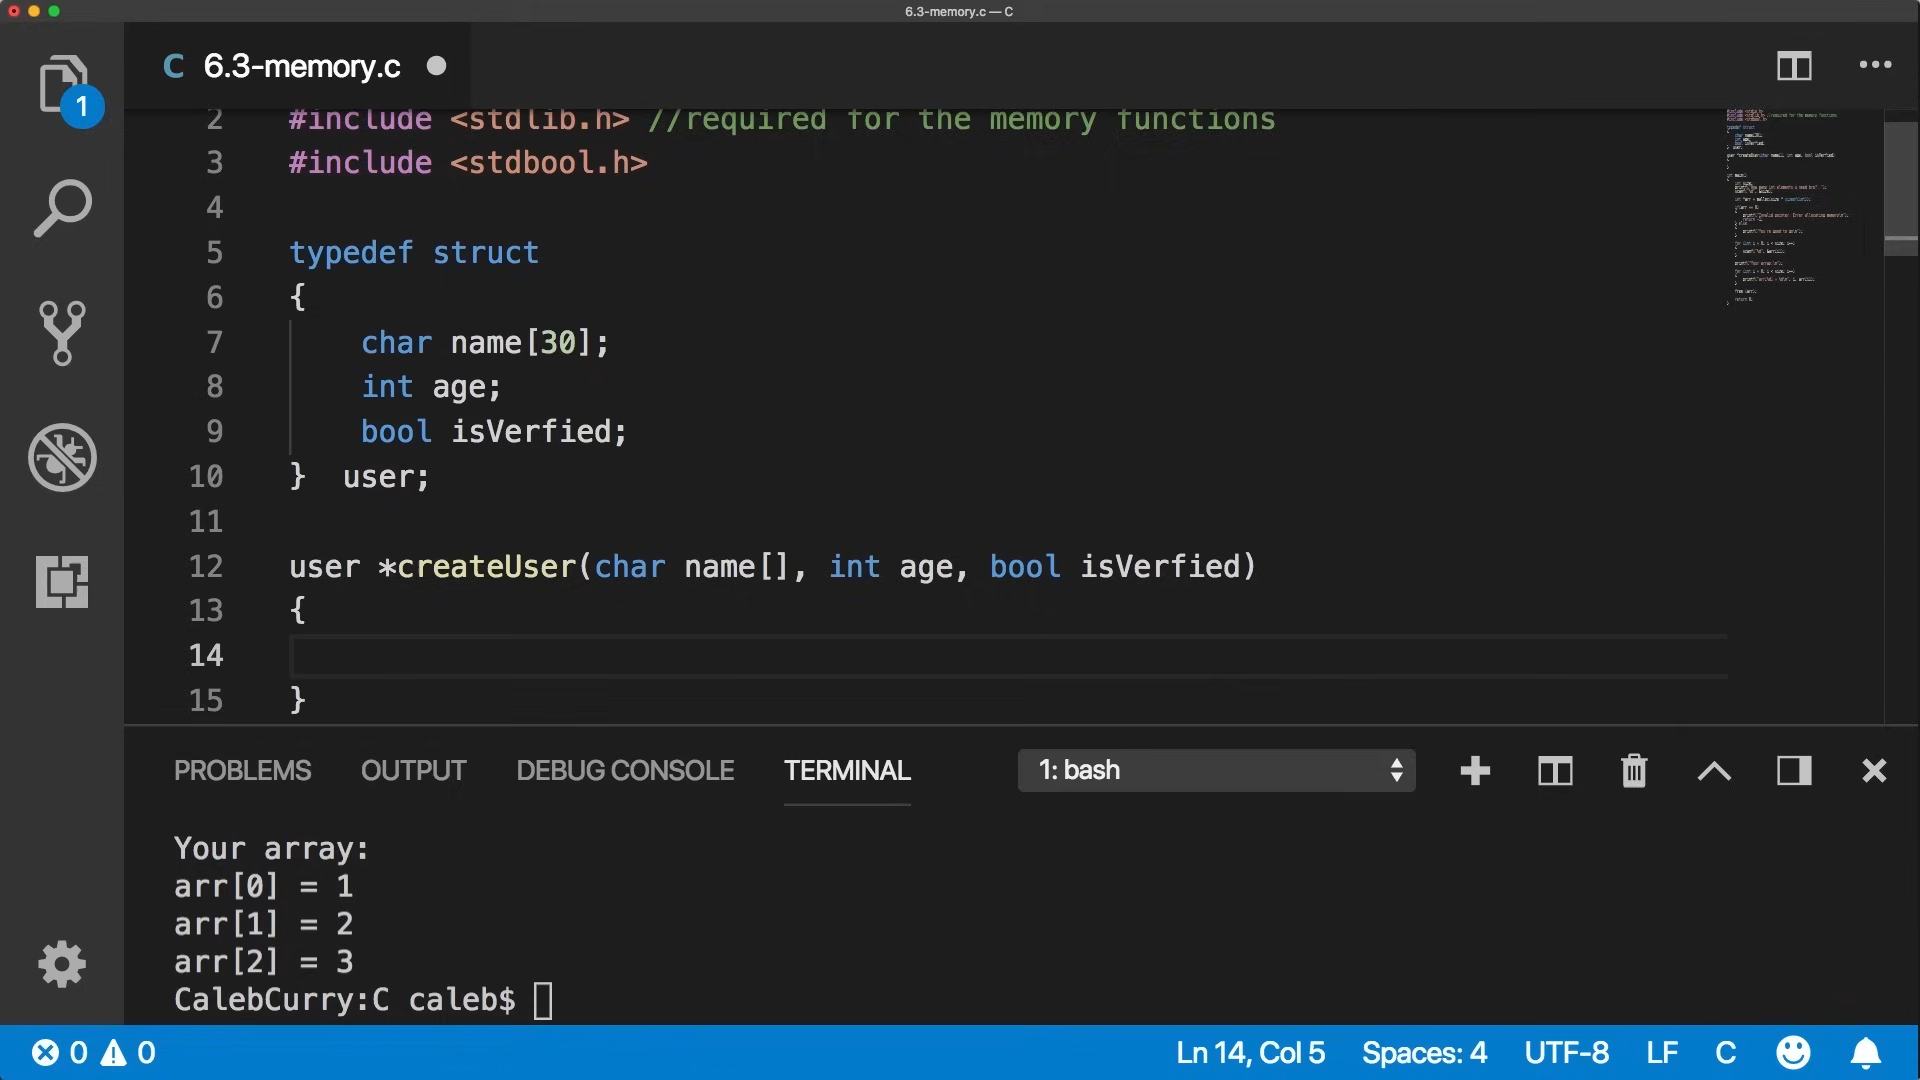 6.3-memory.c — C
C 6.3-memory.c
1
2 #include <stdlib.h> //required for the memory functions
3 #include <stdbool.h>
4
5 typedef struct
6 {
7 char name[30];
8 int age;
9 bool isVerfied;
10 } user;
11
12 user *createUser(char name[], int age, bool isVerfied)
13 {
14
15 }
PROBLEMS OUTPUT DEBUG CONSOLE TERMINAL 1: bash
Your array:
arr[0] = 1
arr[1] = 2
arr[2] = 3
CalebCurry:C caleb$
0 0 Ln 14, Col 5 Spaces: 4 UTF-8 LF C